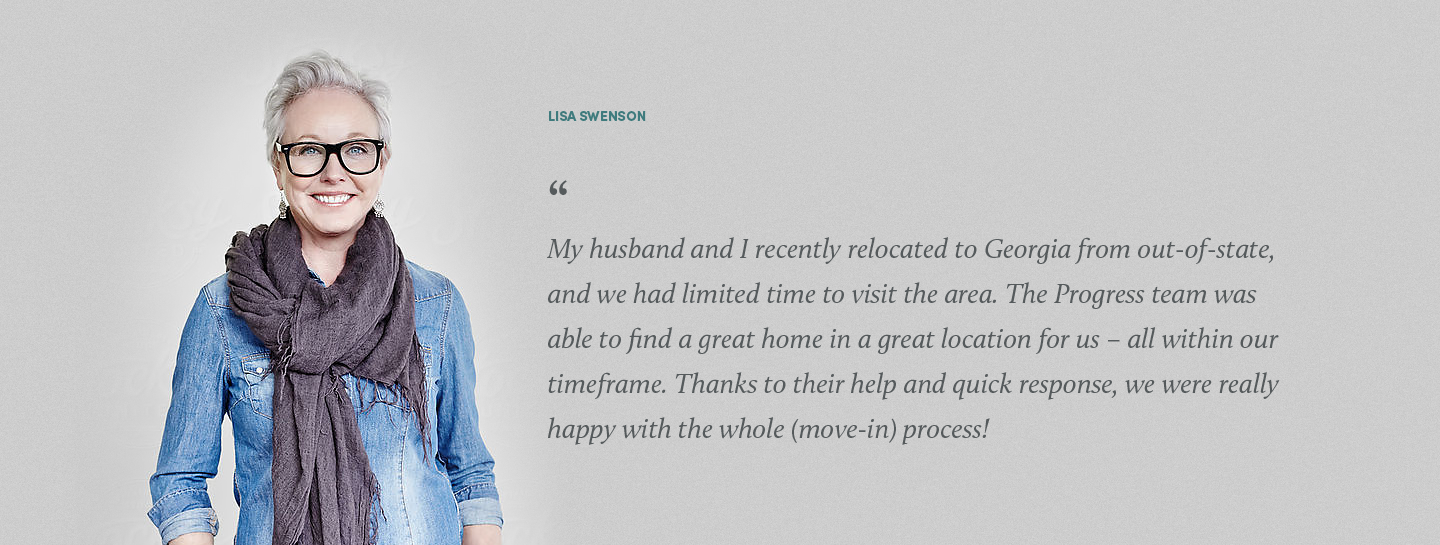 LISA SWENSON
“
My husband and I recently relocated to Georgia from out-of-state,
and we had limited time to visit the area. The Progress team was
able to find a great home in a great location for us – all within our
timeframe. Thanks to their help and quick response, we were really
happy with the whole (move-in) process!